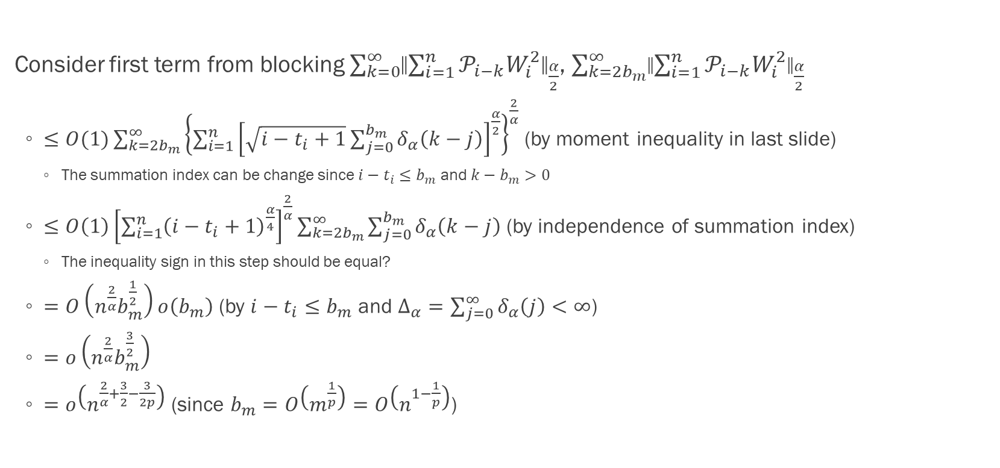 Consider first term from blocking $\sum_{k=0}^{\infty} \| \sum_{i=1}^{n} \mathcal{P}_{i-k} W_i^2 \|_{\frac{\alpha}{2}}$, $\sum_{k=2b_m}^{\infty} \| \sum_{i=1}^{n} \mathcal{P}_{i-k} W_i^2 \|_{\frac{\alpha}{2}}$
◦ $\leq O(1) \sum_{k=2b_m}^{\infty} \left\{ \sum_{i=1}^{n} \left[ \sqrt{i - t_i + 1} \sum_{j=0}^{b_m} \delta_\alpha(k - j) \right]^{\frac{\alpha}{2}} \right\}^{\frac{2}{\alpha}}$ (by moment inequality in last slide)
◦ The summation index can be change since $i - t_i \leq b_m$ and $k - b_m > 0$
◦ $\leq O(1) \left[ \sum_{i=1}^{n} (i - t_i + 1)^{\frac{\alpha}{4}} \right]^{\frac{2}{\alpha}} \sum_{k=2b_m}^{\infty} \sum_{j=0}^{b_m} \delta_\alpha(k - j)$ (by independence of summation index)
◦ The inequality sign in this step should be equal?
◦ $= O\left( n^{\frac{2}{\alpha}} b_m^{\frac{1}{2}} \right) o(b_m)$ (by $i - t_i \leq b_m$ and $\Delta_\alpha = \sum_{j=0}^{\infty} \delta_\alpha(j) < \infty$)
◦ $= o\left( n^{\frac{2}{\alpha}} b_m^{\frac{3}{2}} \right)$
◦ $= o\left( n^{\frac{2}{\alpha} + \frac{3}{2} - \frac{3}{2p}} \right)$ (since $b_m = O\left( m^{\frac{1}{p}} \right) = O\left( n^{1 - \frac{1}{p}} \right)$)